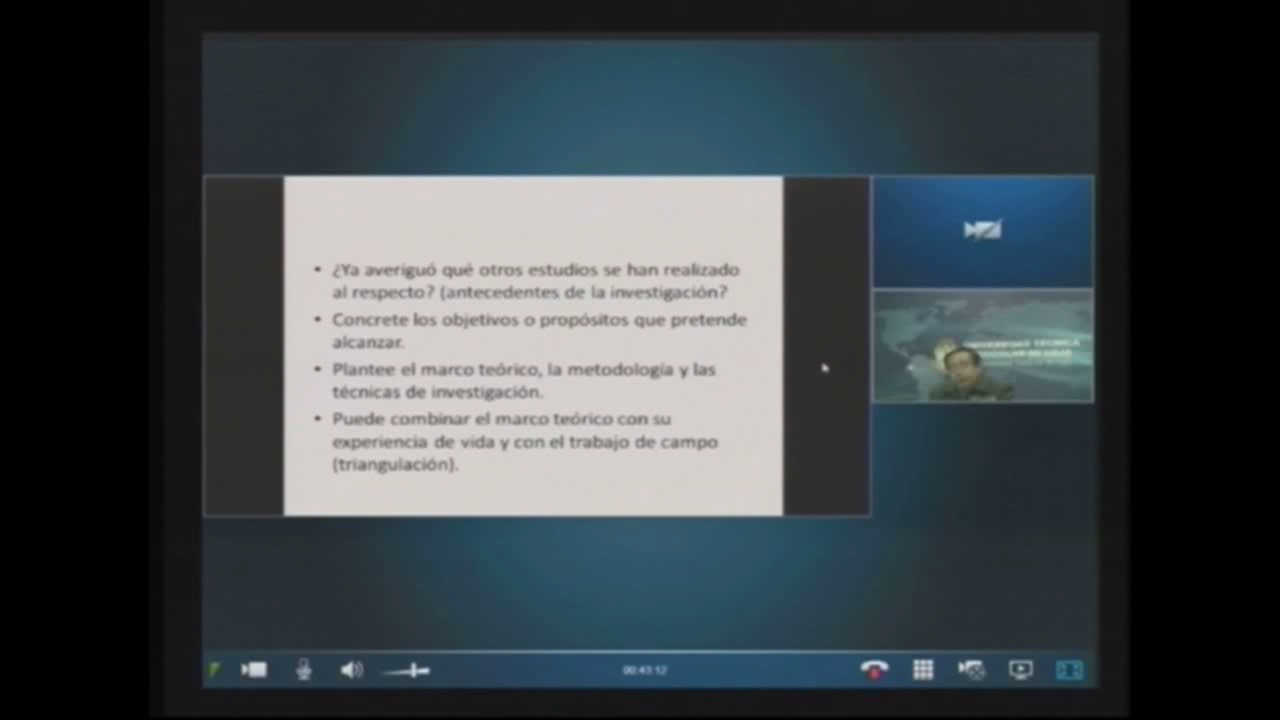 • ¿Ya averiguó qué otros estudios se han realizado
al respecto? (antecedentes de la investigación?
• Concrete los objetivos o propósitos que pretende
alcanzar.
• Plantee el marco teórico, la metodología y las
técnicas de investigación.
• Puede combinar el marco teórico con su
experiencia de vida y con el trabajo de campo
(triangulación).
UNIVERSIDAD TÉCNICA
00:43:12